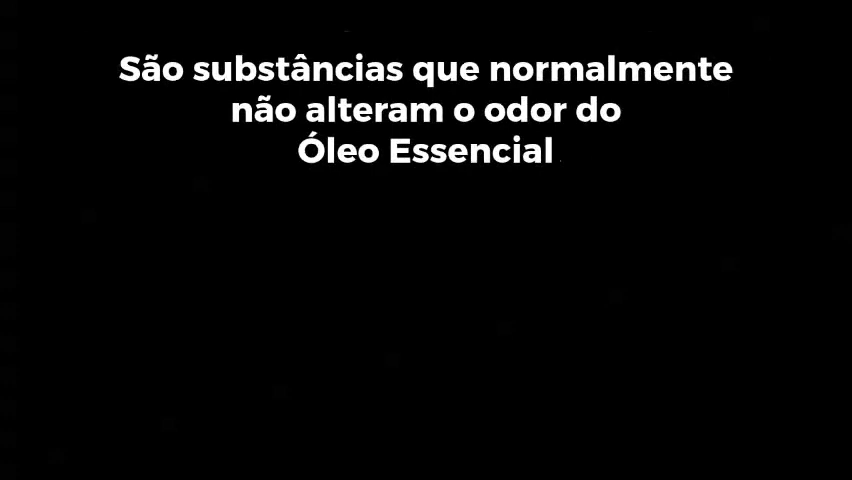 São substâncias que normalmente
não alteram o odor do
Óleo Essencial